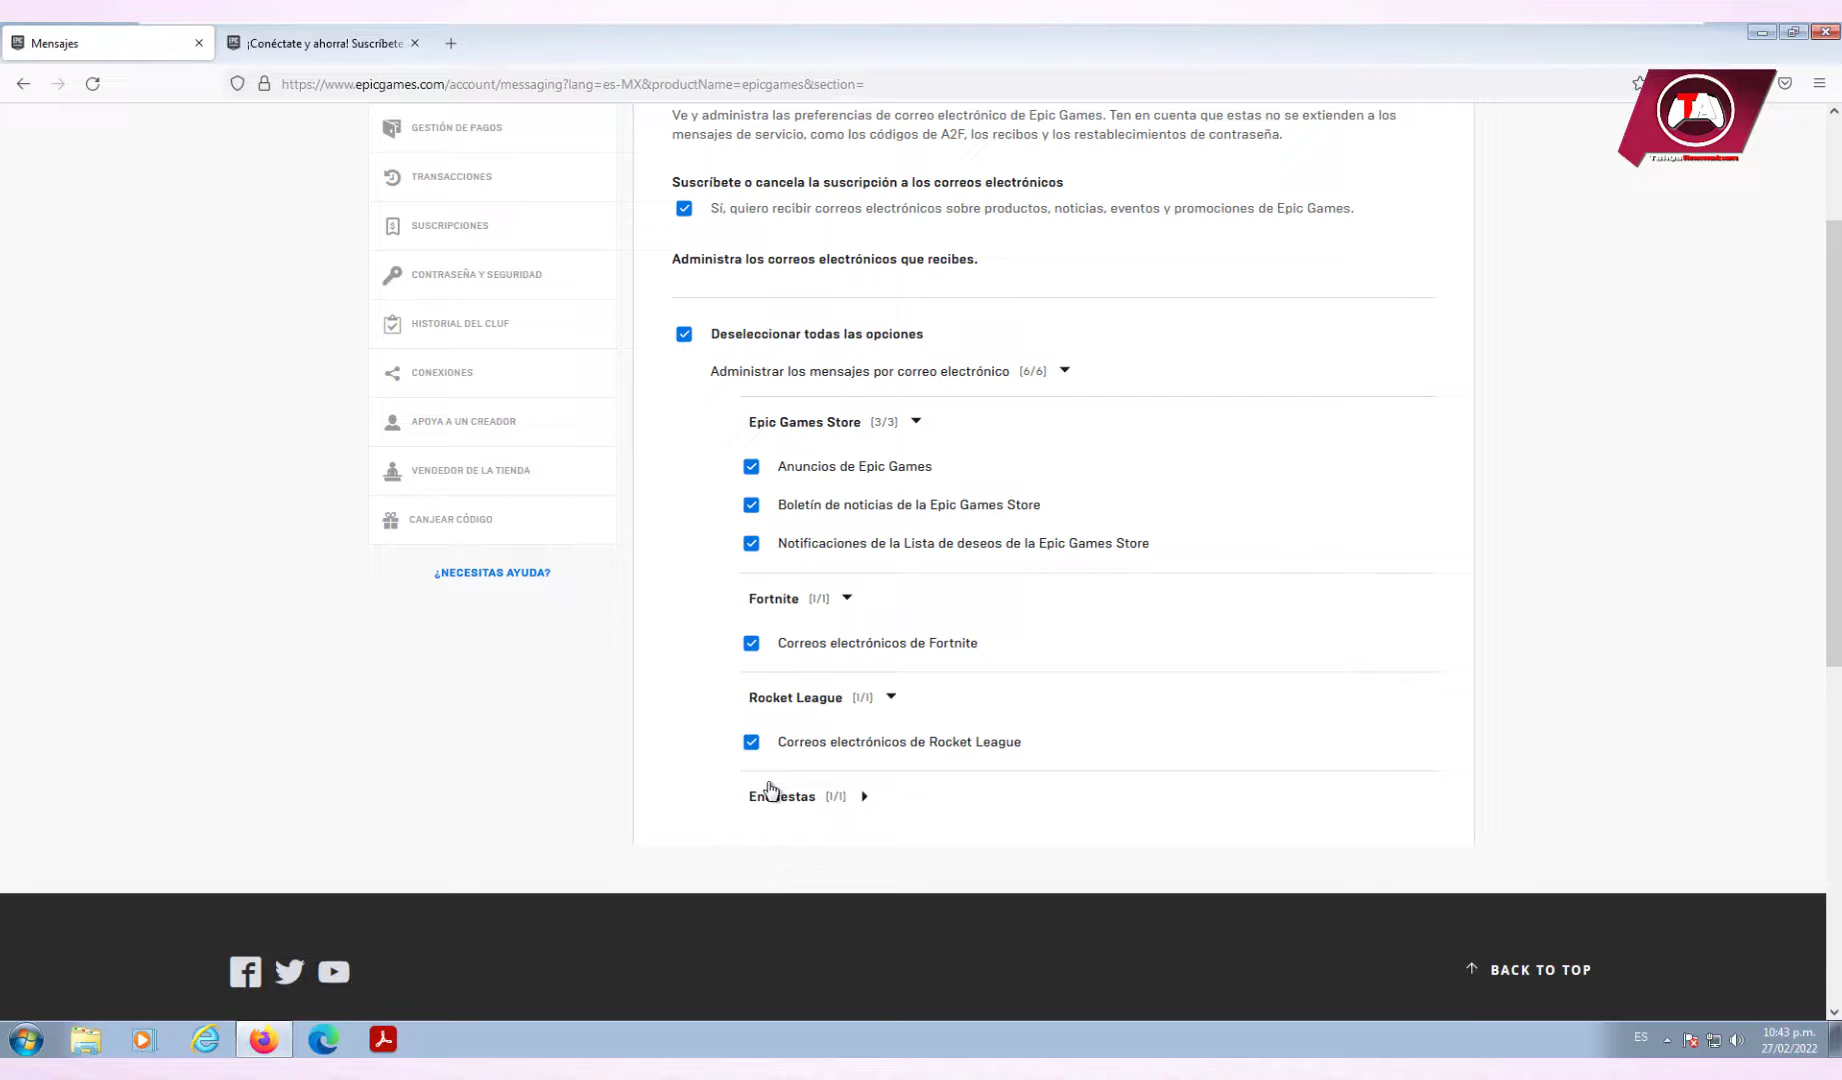 Mensajes
¡Conéctate y ahorra! Suscríbete
https://www.epicgames.com/account/messaging?lang=es-MX&productName=epicgames&section=
GESTIÓN DE PAGOS
TRANSACCIONES
SUSCRIPCIONES
CONTRASEÑA Y SEGURIDAD
HISTORIAL DEL CLUF
CONEXIONES
APOYA A UN CREADOR
VENDEDOR DE LA TIENDA
CANJEAR CÓDIGO
¿NECESITAS AYUDA?
Ve y administra las preferencias de correo electrónico de Epic Games. Ten en cuenta que estas no se extienden a los
mensajes de servicio, como los códigos de A2F, los recibos y los restablecimientos de contraseña.
Suscríbete o cancela la suscripción a los correos electrónicos
Sí, quiero recibir correos electrónicos sobre productos, noticias, eventos y promociones de Epic Games.
Administra los correos electrónicos que recibes.
Deseleccionar todas las opciones
Administrar los mensajes por correo electrónico [6/6]
Epic Games Store [3/3]
Anuncios de Epic Games
Boletín de noticias de la Epic Games Store
Notificaciones de la Lista de deseos de la Epic Games Store
Fortnite [1/1]
Correos electrónicos de Fortnite
Rocket League [1/1]
Correos electrónicos de Rocket League
[1/1]
BACK TO TOP
ES
10:43 p.m.
27/02/2022
TA